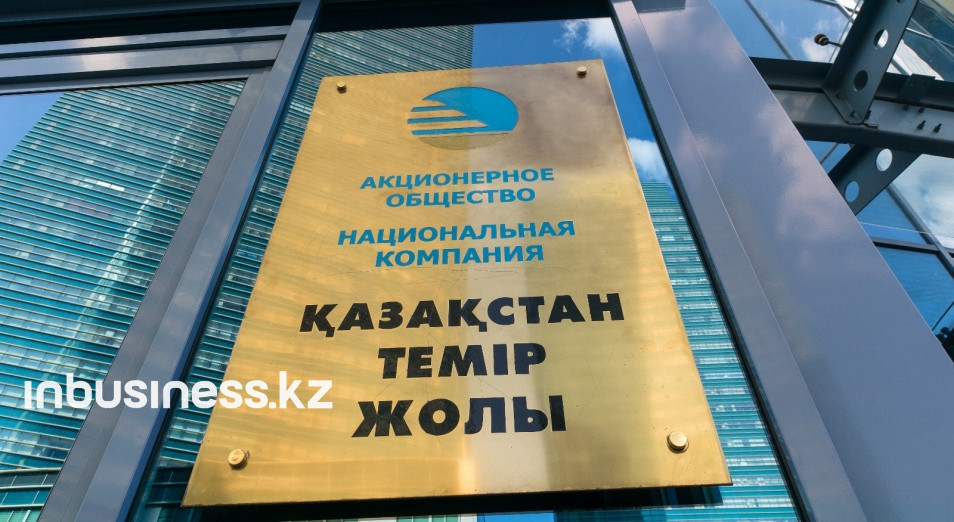 АКЦИОНЕРНОЕ
ОБЩЕСТВО
НАЦИОНАЛЬНАЯ
КОМПАНИЯ
ҚАЗАҚСТАН
ТЕМІР
ЖОЛЫ
inbusiness.kz